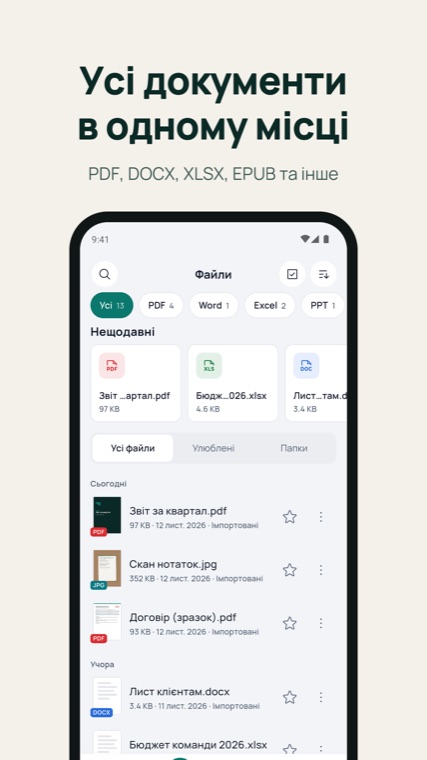 Усі документи
в одному місці
PDF, DOCX, XLSX, EPUB та інше
9:41
Файли
Усі 13 PDF 4 Word 1 Excel 2 PPT 1
Нещодавні
PDF XLS DOC
Звіт ...артал.pdf Бюдж...026.xlsx Лист...там.d
97 KB 4.6 KB 3.4 KB
Усі файли Улюблені Папки
Сьогодні
Звіт за квартал.pdf
97 KB · 12 лист. 2026 · Імпортовані
PDF
Скан нотаток.jpg
352 KB · 12 лист. 2026 · Імпортовані
JPG
Договір (зразок).pdf
93 KB · 12 лист. 2026 · Імпортовані
PDF
Учора
Лист клієнтам.docx
3.4 KB · 11 лист. 2026 · Імпортовані
DOCX
Бюджет команди 2026.xlsx